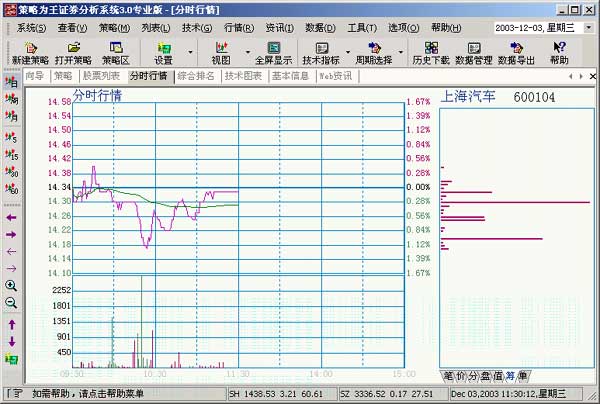 策略为王证券分析系统3.0专业版 - [分时行情]
系统(S) 查看(V) 策略(M) 列表(L) 技术(G) 行情(R) 资讯(I) 数据(D) 工具(T) 选项(O) 帮助(H) 2003-12-03,星期三
新建策略 打开策略 策略区 设置 视图 全屏显示 技术指标 周期选择 历史下载 数据管理 数据导出 帮助
向导 策略 股票列表 分时行情 综合排名 技术图表 基本信息 Web资讯
日
周
月
5
15
30
60
分时行情
上海汽车 600104
14.58 1.67%
14.54 1.39%
14.50 1.12%
14.46 0.84%
14.42 0.56%
14.38 0.28%
14.34 0.00%
14.30 0.28%
14.26 0.56%
14.22 0.84%
14.18 1.12%
14.14 1.39%
14.10 1.67%
2252
1801
1351
901
450
09:30 10:30 11:30 14:00 15:00
笔 价 分 盘 值 筹 单
如需帮助，请点击帮助菜单 SH 1438.53 3.21 60.61 SZ 3336.52 0.17 27.51 Dec 03,2003 11:30:12,星期三